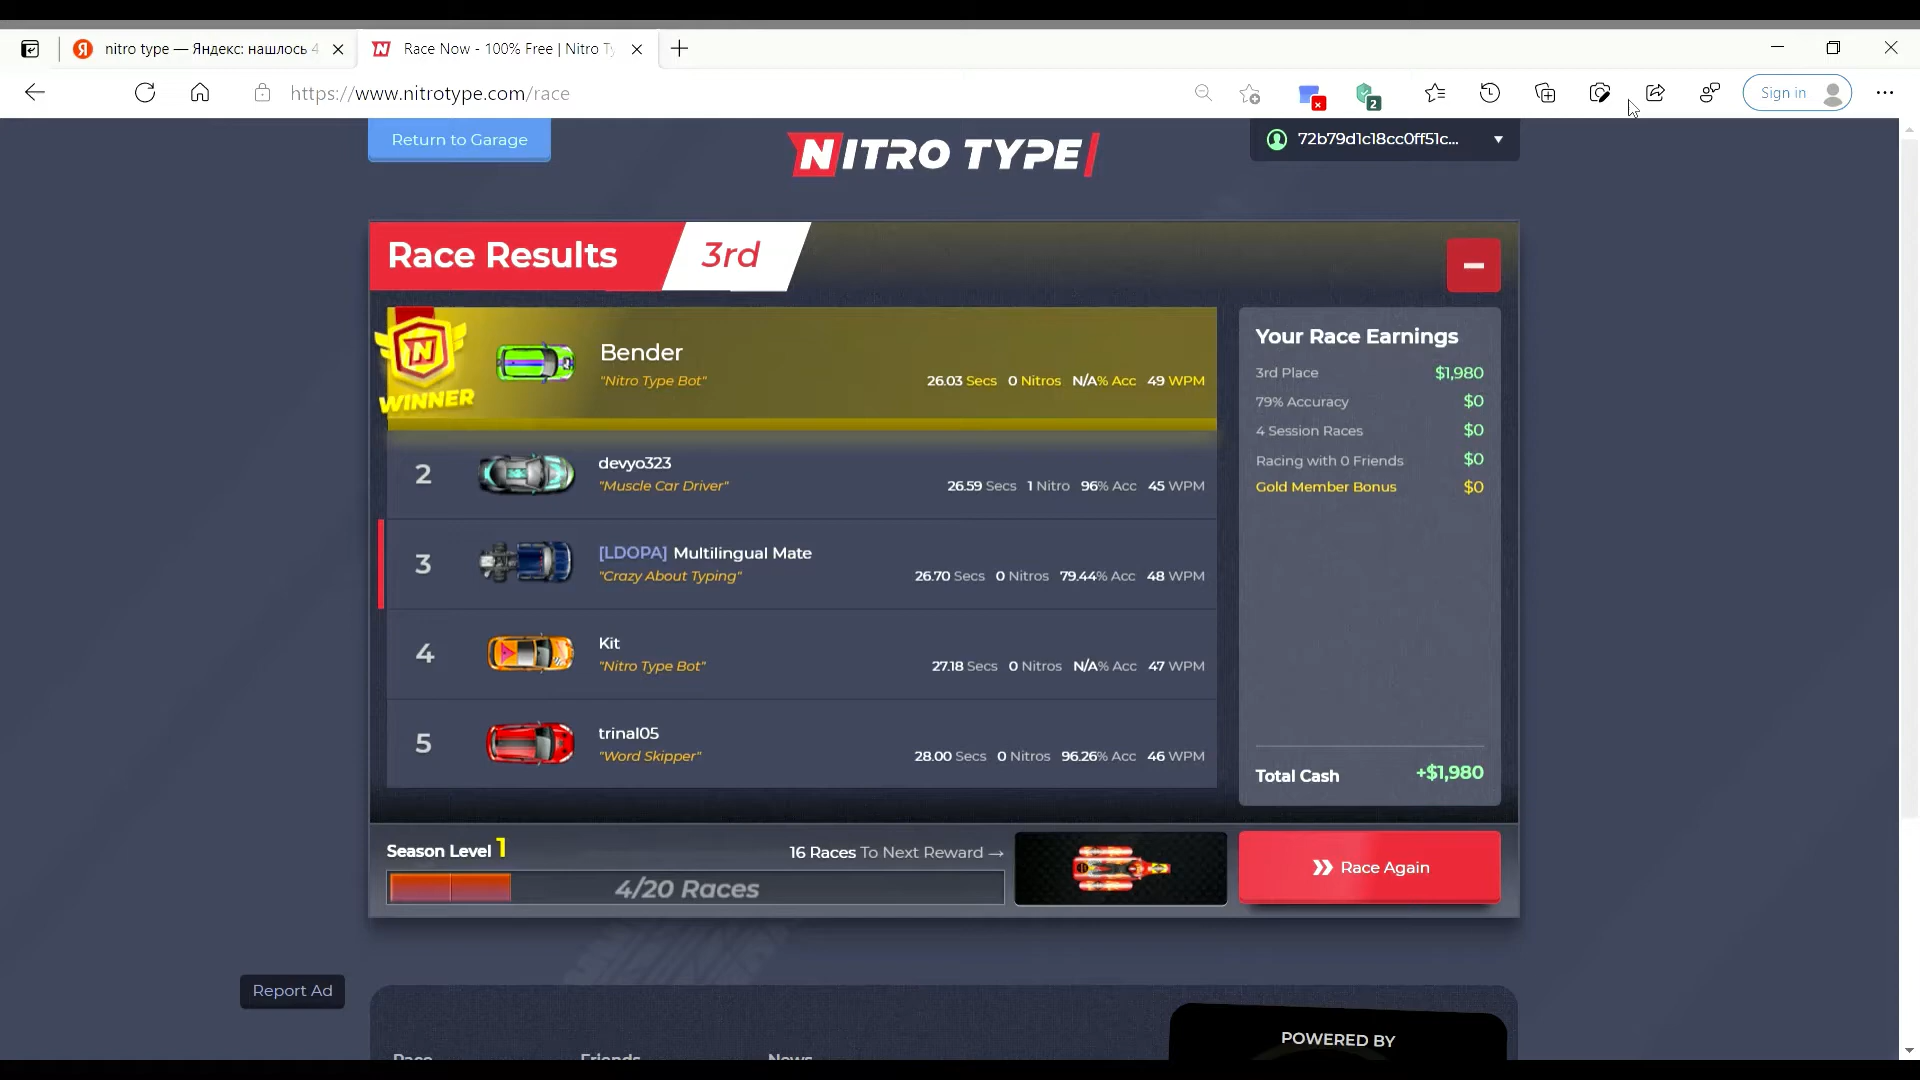 nitro type — Яндекс: нашлось 4
Race Now - 100% Free | Nitro Ty
https://www.nitrotype.com/race
2
Sign in
Return to Garage
NITRO TYPE
72b79d1c18cc0ff51c...
Race Results
3rd
WINNER
Bender
"Nitro Type Bot"
26.03 Secs 0 Nitros N/A% Acc 49 WPM
2
devyo323
"Muscle Car Driver"
26.59 Secs 1 Nitro 96% Acc 45 WPM
3
[LDOPA] Multilingual Mate
"Crazy About Typing"
26.70 Secs 0 Nitros 79.44% Acc 48 WPM
4
Kit
"Nitro Type Bot"
27.18 Secs 0 Nitros N/A% Acc 47 WPM
5
trinal05
"Word Skipper"
28.00 Secs 0 Nitros 96.26% Acc 46 WPM
Your Race Earnings
3rd Place $1,980
79% Accuracy $0
4 Session Races $0
Racing with 0 Friends $0
Gold Member Bonus $0
Total Cash +$1,980
Season Level 1
16 Races To Next Reward →
4/20 Races
Race Again
Report Ad
Race Friends News
POWERED BY